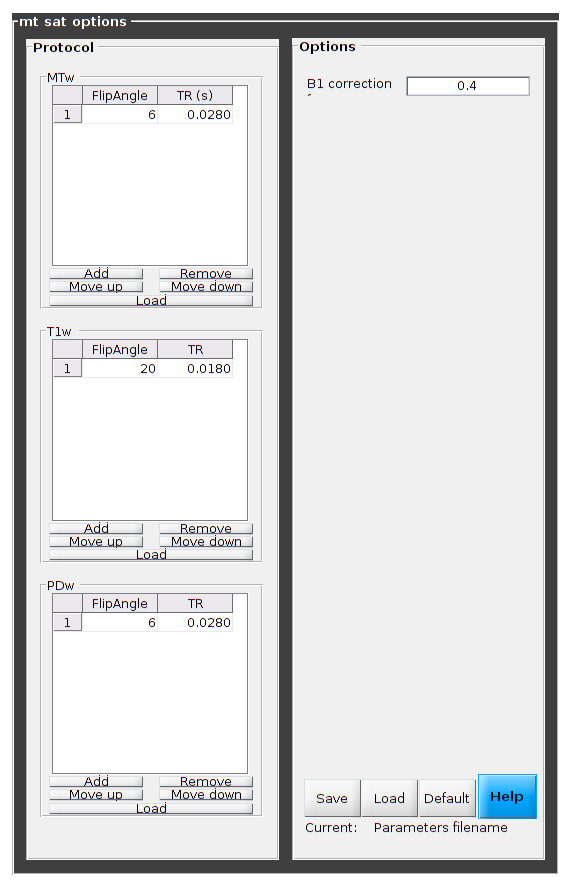 mt sat options
Protocol
MTw
FlipAngle TR (s)
1 6 0.0280
Add Remove
Move up Move down
Load
T1w
FlipAngle TR
1 20 0.0180
Add Remove
Move up Move down
Load
PDw
FlipAngle TR
1 6 0.0280
Add Remove
Move up Move down
Load
Options
B1 correction 0.4
Save Load Default Help
Current: Parameters filename